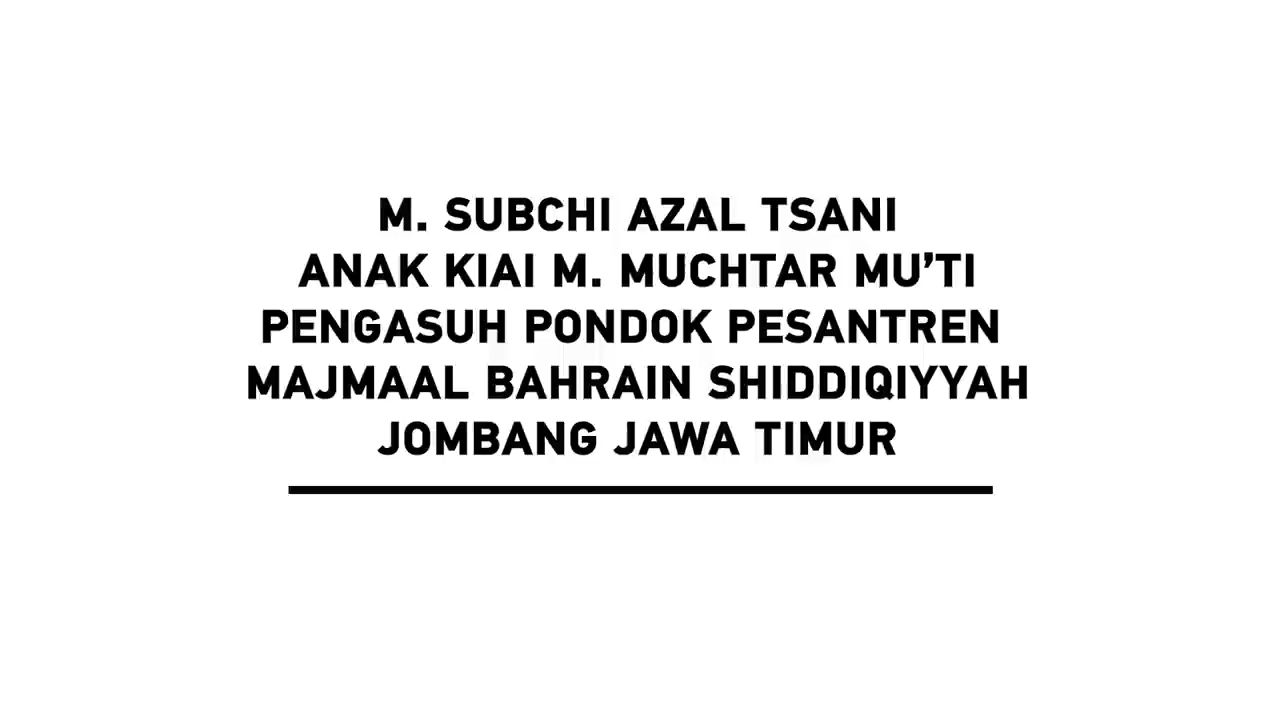 M. SUBCHI AZAL TSANI
ANAK KIAI M. MUCHTAR MU’TI
PENGASUH PONDOK PESANTREN
MAJMAAL BAHRAIN SHIDDIQIYYAH
JOMBANG JAWA TIMUR